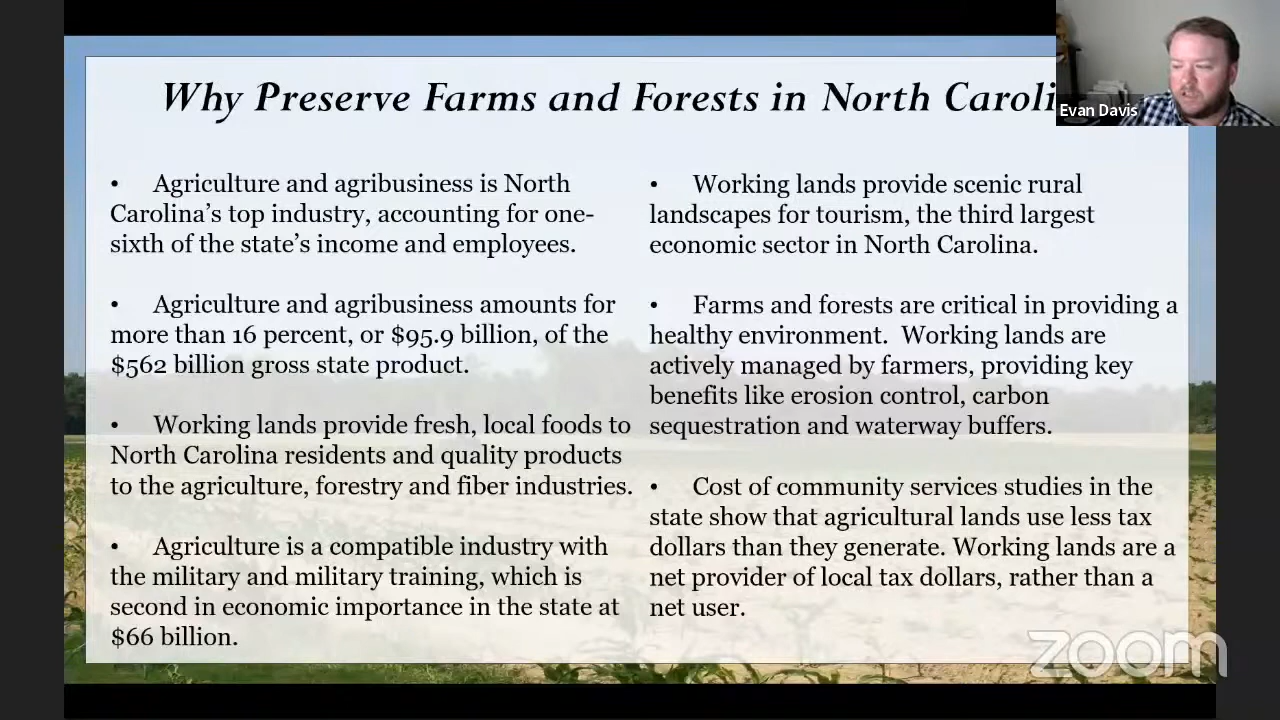 Why Preserve Farms and Forests in North Caroli
Evan Davis
• Agriculture and agribusiness is North
Carolina's top industry, accounting for one-
sixth of the state's income and employees.
• Agriculture and agribusiness amounts for
more than 16 percent, or $95.9 billion, of the
$562 billion gross state product.
• Working lands provide fresh, local foods to
North Carolina residents and quality products
to the agriculture, forestry and fiber industries.
• Agriculture is a compatible industry with
the military and military training, which is
second in economic importance in the state at
$66 billion.
• Working lands provide scenic rural
landscapes for tourism, the third largest
economic sector in North Carolina.
• Farms and forests are critical in providing a
healthy environment.  Working lands are
actively managed by farmers, providing key
benefits like erosion control, carbon
sequestration and waterway buffers.
• Cost of community services studies in the
state show that agricultural lands use less tax
dollars than they generate. Working lands are a
net provider of local tax dollars, rather than a
net user.
zoom